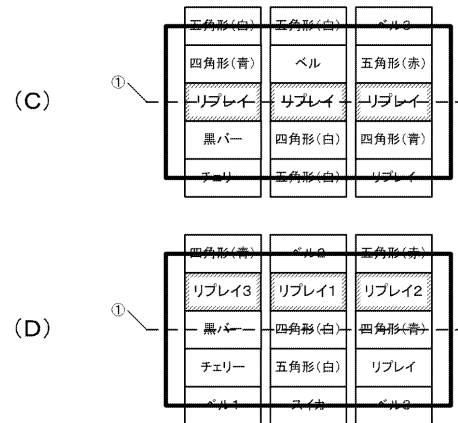 五角形(白) 五角形(白) ベル3
四角形(青) ベル 五角形(赤)
(C) ① リプレイ リプレイ リプレイ
黒バー 四角形(白) 四角形(青)
チェリー 五角形(白) リプレイ
四角形(青) ベル2 五角形(赤)
リプレイ3 リプレイ1 リプレイ2
(D) ① 黒バー 四角形(白) 四角形(青)
チェリー 五角形(白) リプレイ
ベル1 スイカ ベル3